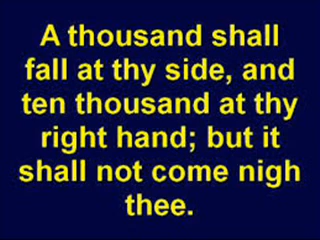 A thousand shall
fall at thy side, and
ten thousand at thy
right hand; but it
shall not come nigh
thee.